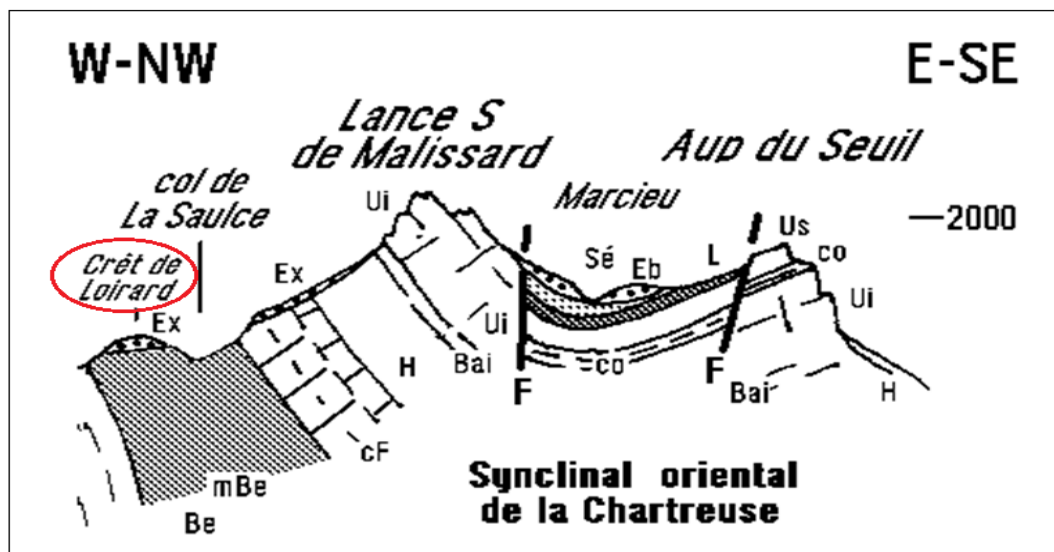 W-NW
E-SE
Lance S
de Malissard
Aup du Seuil
col de
La Saulce
Ui
Marcieu
2000
Crêt de
Loirard
Ex
Us
co
Sé
Eb
L
Ex
Ui
Ui
H
Bai
co
F
F
Bai
H
cF
mBe
Be
Synclinal oriental
de la Chartreuse